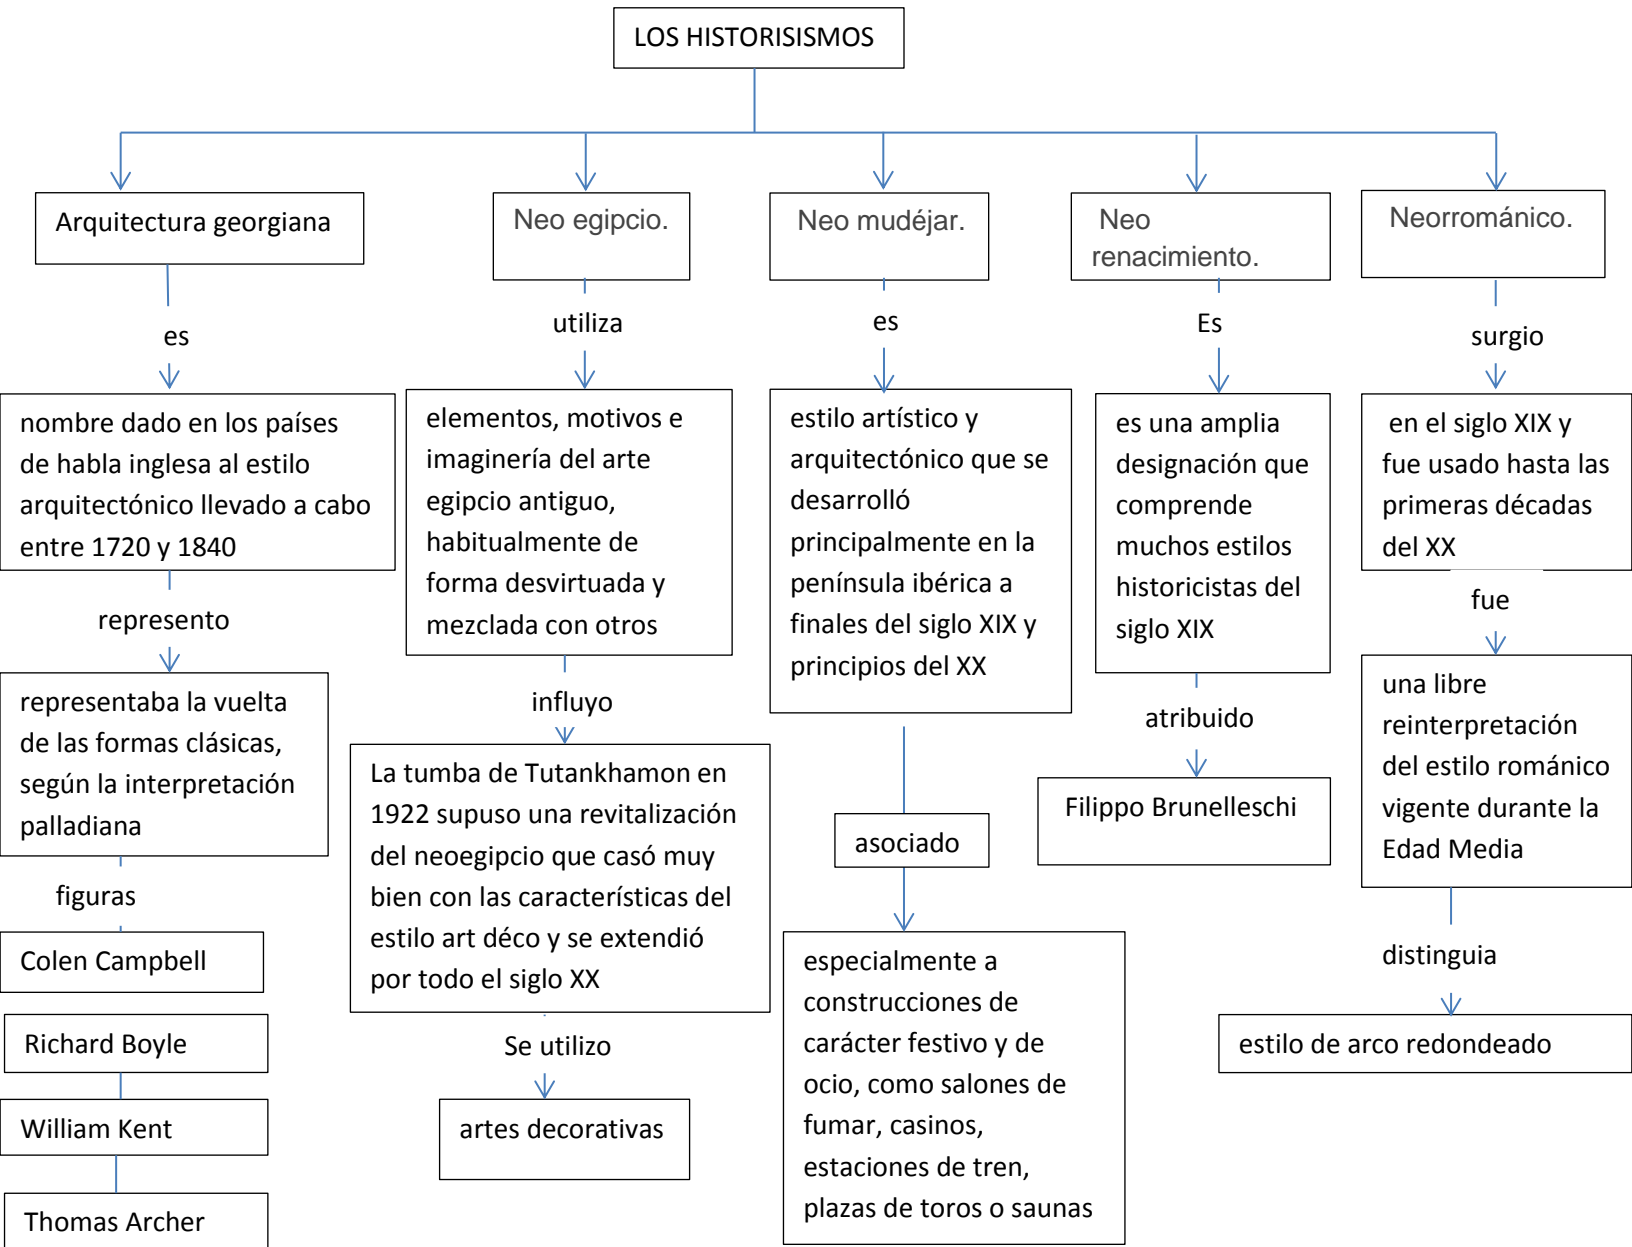 LOS HISTORISISMOS
Arquitectura georgiana
es
nombre dado en los países
de habla inglesa al estilo
arquitectónico llevado a cabo
entre 1720 y 1840
represento
representaba la vuelta
de las formas clásicas,
según la interpretación
palladiana
figuras
Colen Campbell
Richard Boyle
William Kent
Thomas Archer
Neo egipcio.
utiliza
elementos, motivos e
imaginería del arte
egipcio antiguo,
habitualmente de
forma desvirtuada y
mezclada con otros
influyo
La tumba de Tutankhamon en
1922 supuso una revitalización
del neoegipcio que casó muy
bien con las características del
estilo art déco y se extendió
por todo el siglo XX
Se utilizo
artes decorativas
Neo mudéjar.
es
estilo artístico y
arquitectónico que se
desarrolló
principalmente en la
península ibérica a
finales del siglo XIX y
principios del XX
asociado
especialmente a
construcciones de
carácter festivo y de
ocio, como salones de
fumar, casinos,
estaciones de tren,
plazas de toros o saunas
Neo
renacimiento.
Es
es una amplia
designación que
comprende
muchos estilos
historicistas del
siglo XIX
atribuido
Filippo Brunelleschi
Neorrománico.
surgio
en el siglo XIX y
fue usado hasta las
primeras décadas
del XX
fue
una libre
reinterpretación
del estilo románico
vigente durante la
Edad Media
distinguia
estilo de arco redondeado